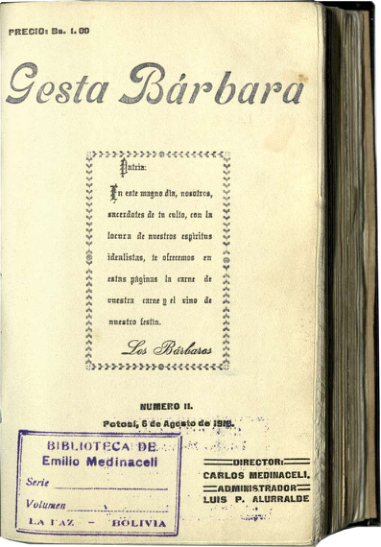 PRECIO: Bs. 1.00
Gesta Bárbara
Patria:
En este magno día, nosotros,
sacerdotes de tu culto, con la
locura de nuestros espíritus
idealistas, te ofrecemos en
estas páginas la carne de
nuestra carne y el vino de
nuestro festín.
Los Bárbaros
NUMERO II.
Potosí, 6 de Agosto de
DIRECTOR:
CARLOS MEDINACELI.
ADMINISTRADOR
LUIS P. ALURRALDE
BIBLIOTECA DE
Emilio Medinaceli
Serie
Volumen
LA PAZ – BOLIVIA